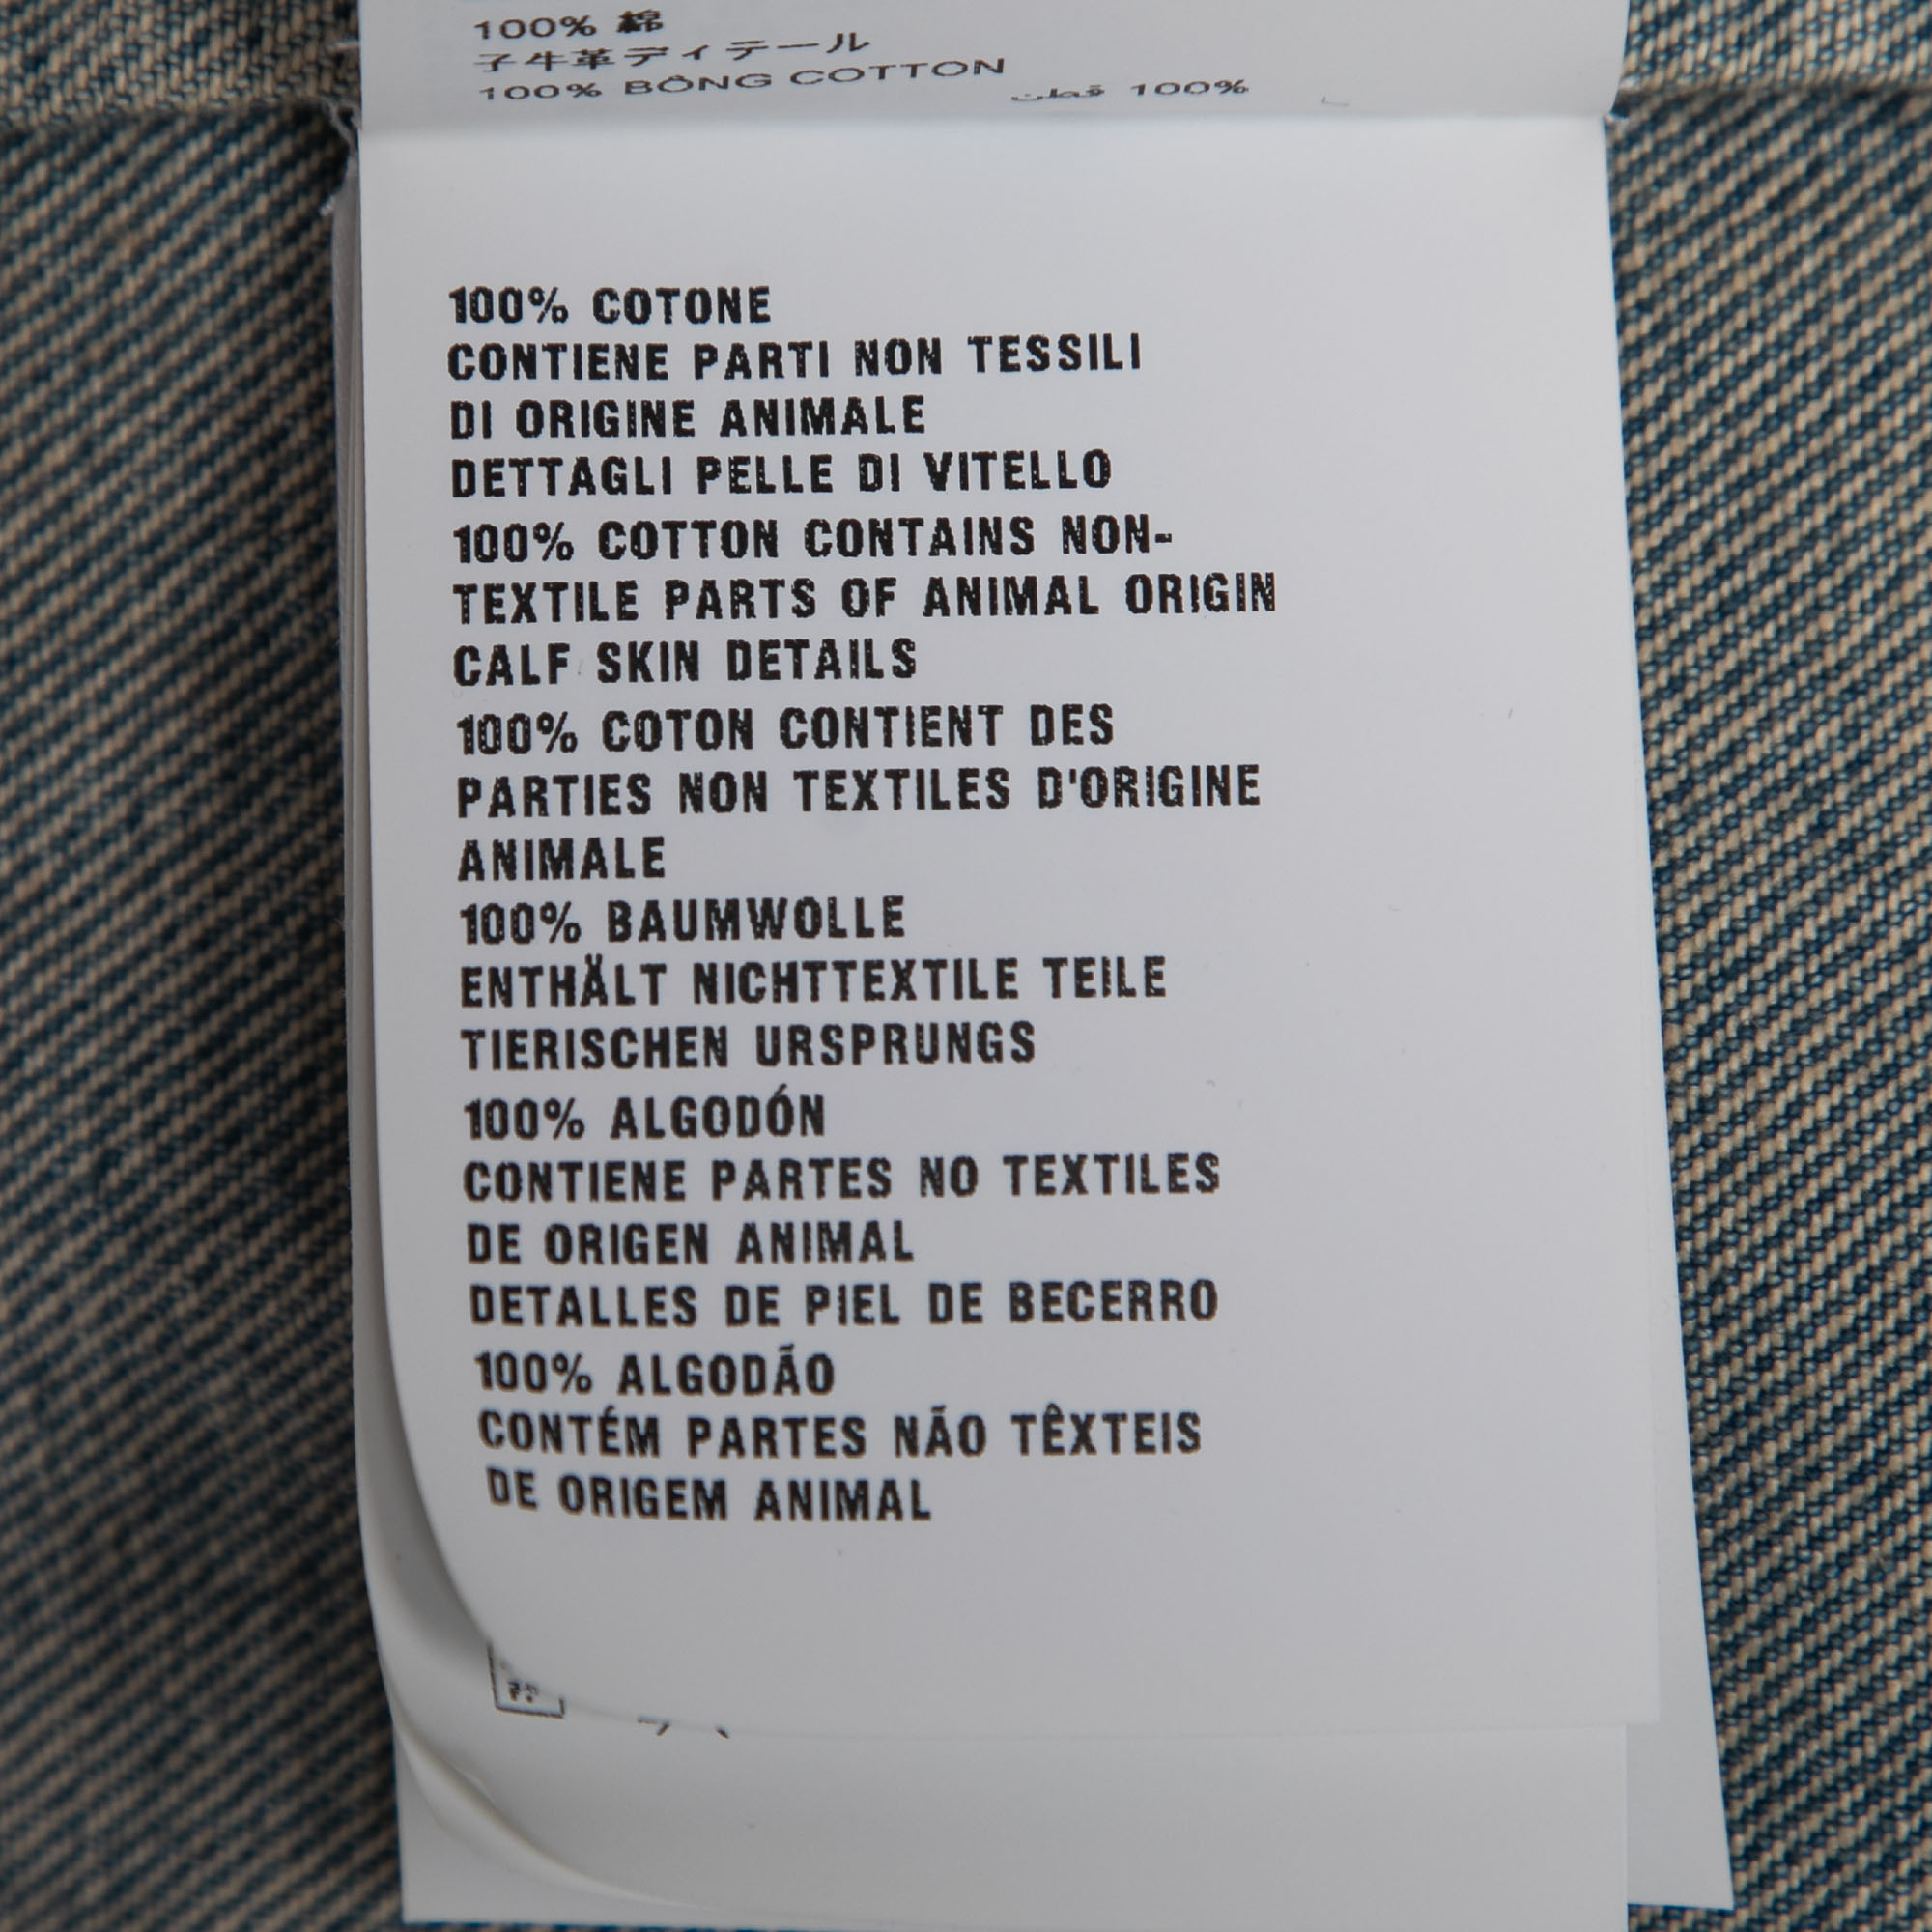 100% 綿
子牛革ディテール
100% BÔNG COTTON
100% قطن
100% COTONE
CONTIENE PARTI NON TESSILI
DI ORIGINE ANIMALE
DETTAGLI PELLE DI VITELLO
100% COTTON CONTAINS NON-
TEXTILE PARTS OF ANIMAL ORIGIN
CALF SKIN DETAILS
100% COTON CONTIENT DES
PARTIES NON TEXTILES D'ORIGINE
ANIMALE
100% BAUMWOLLE
ENTHÄLT NICHTTEXTILE TEILE
TIERISCHEN URSPRUNGS
100% ALGODÓN
CONTIENE PARTES NO TEXTILES
DE ORIGEN ANIMAL
DETALLES DE PIEL DE BECERRO
100% ALGODÃO
CONTÉM PARTES NÃO TÊXTEIS
DE ORIGEM ANIMAL